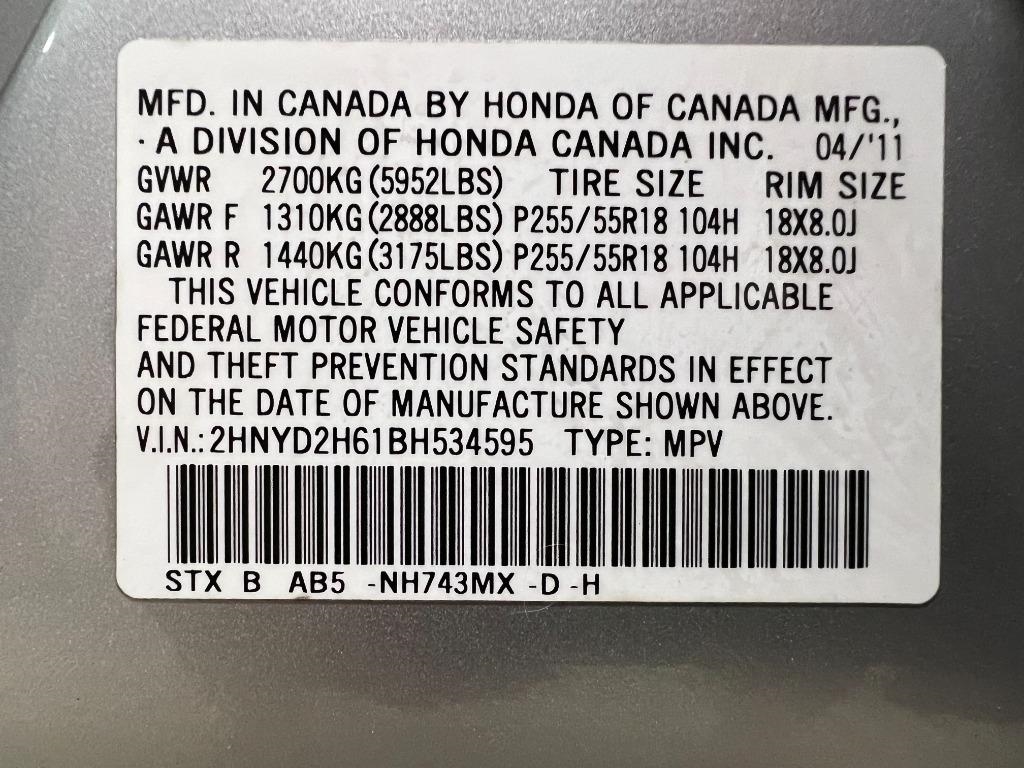 MFD. IN CANADA BY HONDA OF CANADA MFG.,
· A DIVISION OF HONDA CANADA INC. 04/'11
GVWR 2700KG (5952LBS) TIRE SIZE RIM SIZE
GAWR F 1310KG (2888LBS) P255/55R18 104H 18X8.0J
GAWR R 1440KG (3175LBS) P255/55R18 104H 18X8.0J
THIS VEHICLE CONFORMS TO ALL APPLICABLE
FEDERAL MOTOR VEHICLE SAFETY
AND THEFT PREVENTION STANDARDS IN EFFECT
ON THE DATE OF MANUFACTURE SHOWN ABOVE.
V.I.N.: 2HNYD2H61BH534595 TYPE: MPV
STX B AB5 -NH743MX -D -H